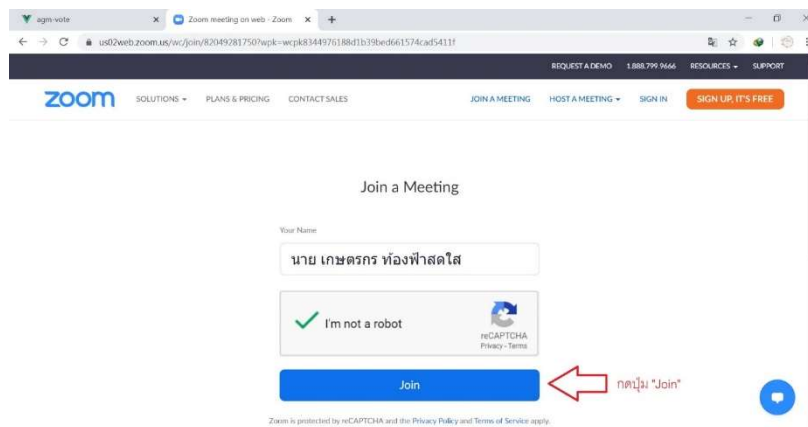 agm-vote
Zoom meeting on web - Zoom
us02web.zoom.us/wc/join/82049281750?wpk=wcpk8344976188d1b39bed661574cad5411f
REQUEST A DEMO 1.888.799.9666 RESOURCES SUPPORT
zoom SOLUTIONS PLANS & PRICING CONTACT SALES JOIN A MEETING HOST A MEETING SIGN IN SIGN UP, IT'S FREE
Join a Meeting
Your Name
นาย เกษตรกร ท้องฟ้าสดใส
I'm not a robot
reCAPTCHA
Privacy - Terms
Join กดปุ่ม "Join"
Zoom is protected by reCAPTCHA and the Privacy Policy and Terms of Service apply.